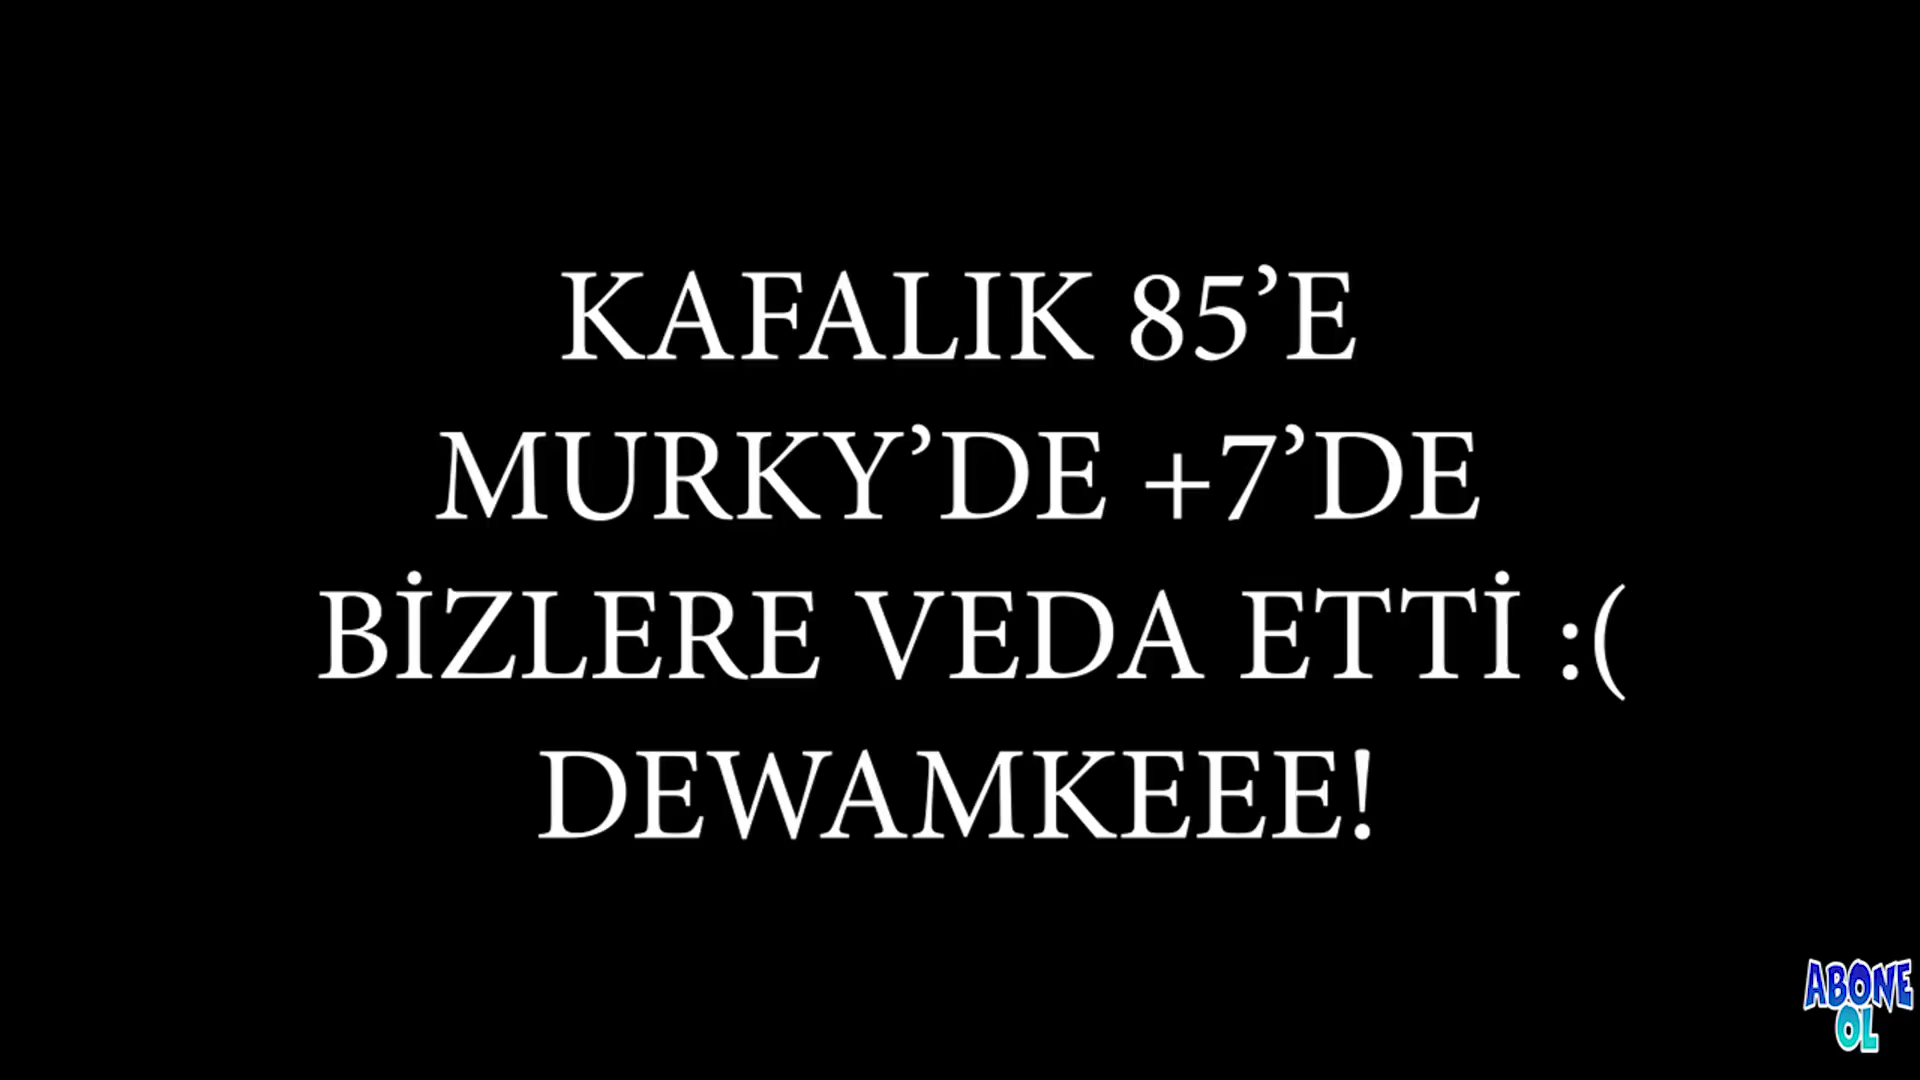 KAFALIK 85’E
MURKY’DE +7’DE
BİZLERE VEDA ETTİ :(
DEWAMKEEE!
ABONE
OL